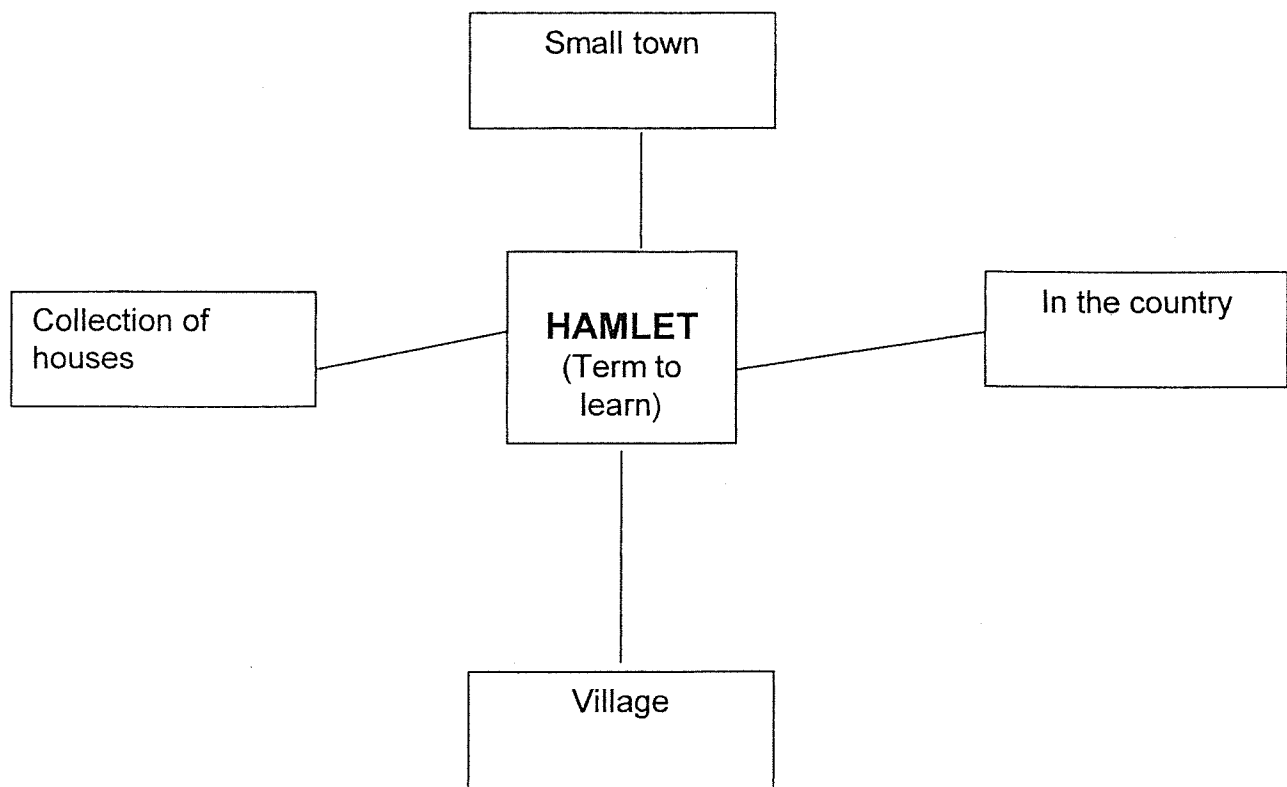 Small town
Collection of
houses
HAMLET
(Term to
learn)
In the country
Village